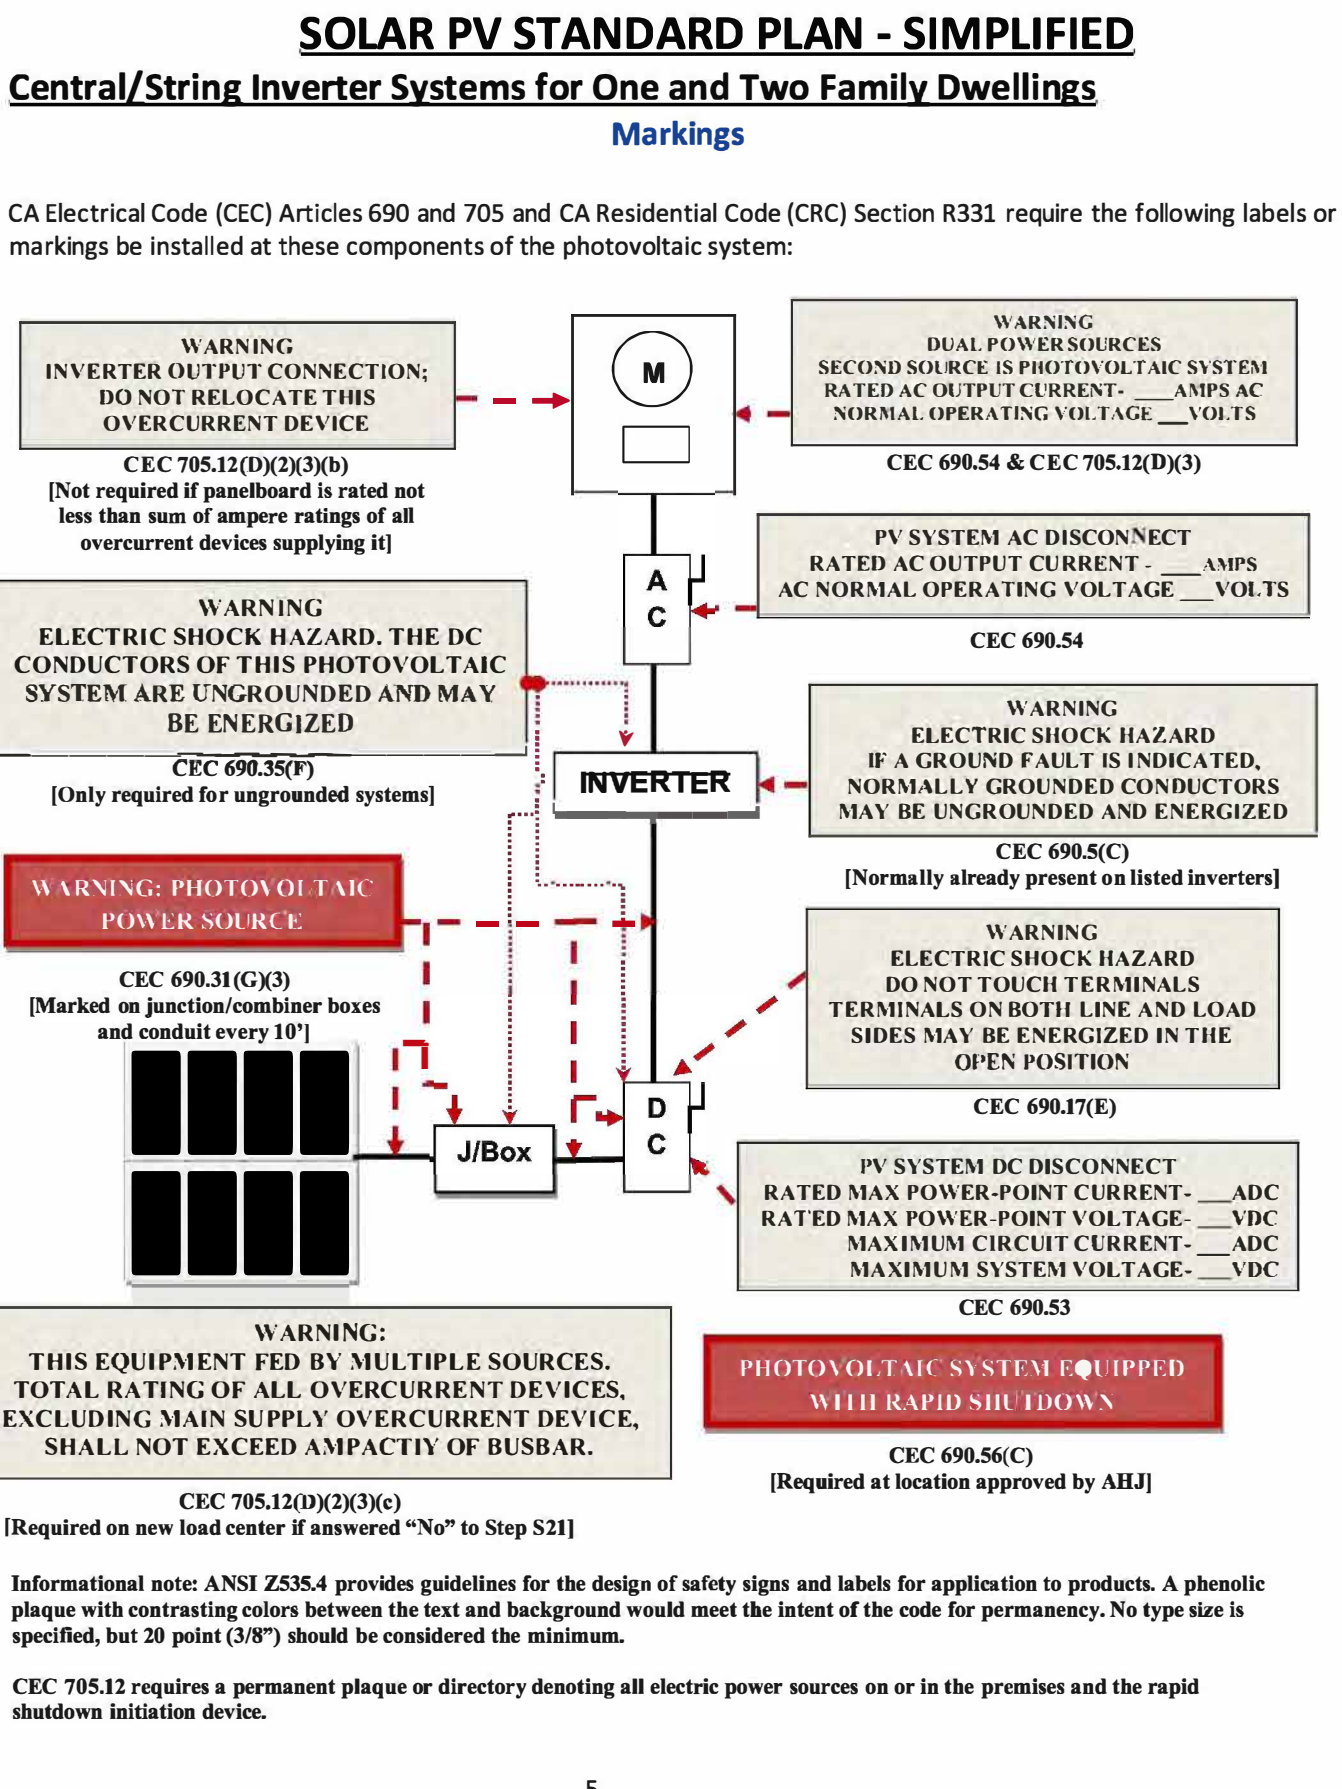 SOLAR PV STANDARD PLAN - SIMPLIFIED
Central/String Inverter Systems for One and Two Family Dwellings
Markings
CA Electrical Code (CEC) Articles 690 and 705 and CA Residential Code (CRC) Section R331 require the following labels or
markings be installed at these components of the photovoltaic system:
WARNING
INVERTER OUTPUT CONNECTION;
DO NOT RELOCATE THIS
OVERCURRENT DEVICE
CEC 705.12(D)(2)(3)(b)
[Not required if panelboard is rated not
less than sum of ampere ratings of all
overcurrent devices supplying it]
M
WARNING
DUAL POWER SOURCES
SECOND SOURCE IS PHOTOVOLTAIC SYSTEM
RATED AC OUTPUT CURRENT- ___AMPS AC
NORMAL OPERATING VOLTAGE ___VOLTS
CEC 690.54 & CEC 705.12(D)(3)
A
C
PV SYSTEM AC DISCONNECT
RATED AC OUTPUT CURRENT - ___AMPS
AC NORMAL OPERATING VOLTAGE ___VOLTS
CEC 690.54
WARNING
ELECTRIC SHOCK HAZARD. THE DC
CONDUCTORS OF THIS PHOTOVOLTAIC
SYSTEM ARE UNGROUNDED AND MAY
BE ENERGIZED
CEC 690.35(F)
[Only required for ungrounded systems]
INVERTER
WARNING
ELECTRIC SHOCK HAZARD
IF A GROUND FAULT IS INDICATED,
NORMALLY GROUNDED CONDUCTORS
MAY BE UNGROUNDED AND ENERGIZED
CEC 690.5(C)
[Normally already present on listed inverters]
WARNING: PHOTOVOLTAIC
POWER SOURCE
CEC 690.31(G)(3)
[Marked on junction/combiner boxes
and conduit every 10’]
WARNING
ELECTRIC SHOCK HAZARD
DO NOT TOUCH TERMINALS
TERMINALS ON BOTH LINE AND LOAD
SIDES MAY BE ENERGIZED IN THE
OPEN POSITION
CEC 690.17(E)
J/Box
D
C
PV SYSTEM DC DISCONNECT
RATED MAX POWER-POINT CURRENT- ___ADC
RATED MAX POWER-POINT VOLTAGE- ___VDC
MAXIMUM CIRCUIT CURRENT- ___ADC
MAXIMUM SYSTEM VOLTAGE- ___VDC
CEC 690.53
WARNING:
THIS EQUIPMENT FED BY MULTIPLE SOURCES.
TOTAL RATING OF ALL OVERCURRENT DEVICES,
EXCLUDING MAIN SUPPLY OVERCURRENT DEVICE,
SHALL NOT EXCEED AMPACTIY OF BUSBAR.
CEC 705.12(D)(2)(3)(c)
[Required on new load center if answered “No” to Step S21]
PHOTOVOLTAIC SYSTEM EQUIPPED
WITH RAPID SHUTDOWN
CEC 690.56(C)
[Required at location approved by AHJ]
Informational note: ANSI Z535.4 provides guidelines for the design of safety signs and labels for application to products. A phenolic
plaque with contrasting colors between the text and background would meet the intent of the code for permanency. No type size is
specified, but 20 point (3/8”) should be considered the minimum.
CEC 705.12 requires a permanent plaque or directory denoting all electric power sources on or in the premises and the rapid
shutdown initiation device.
5